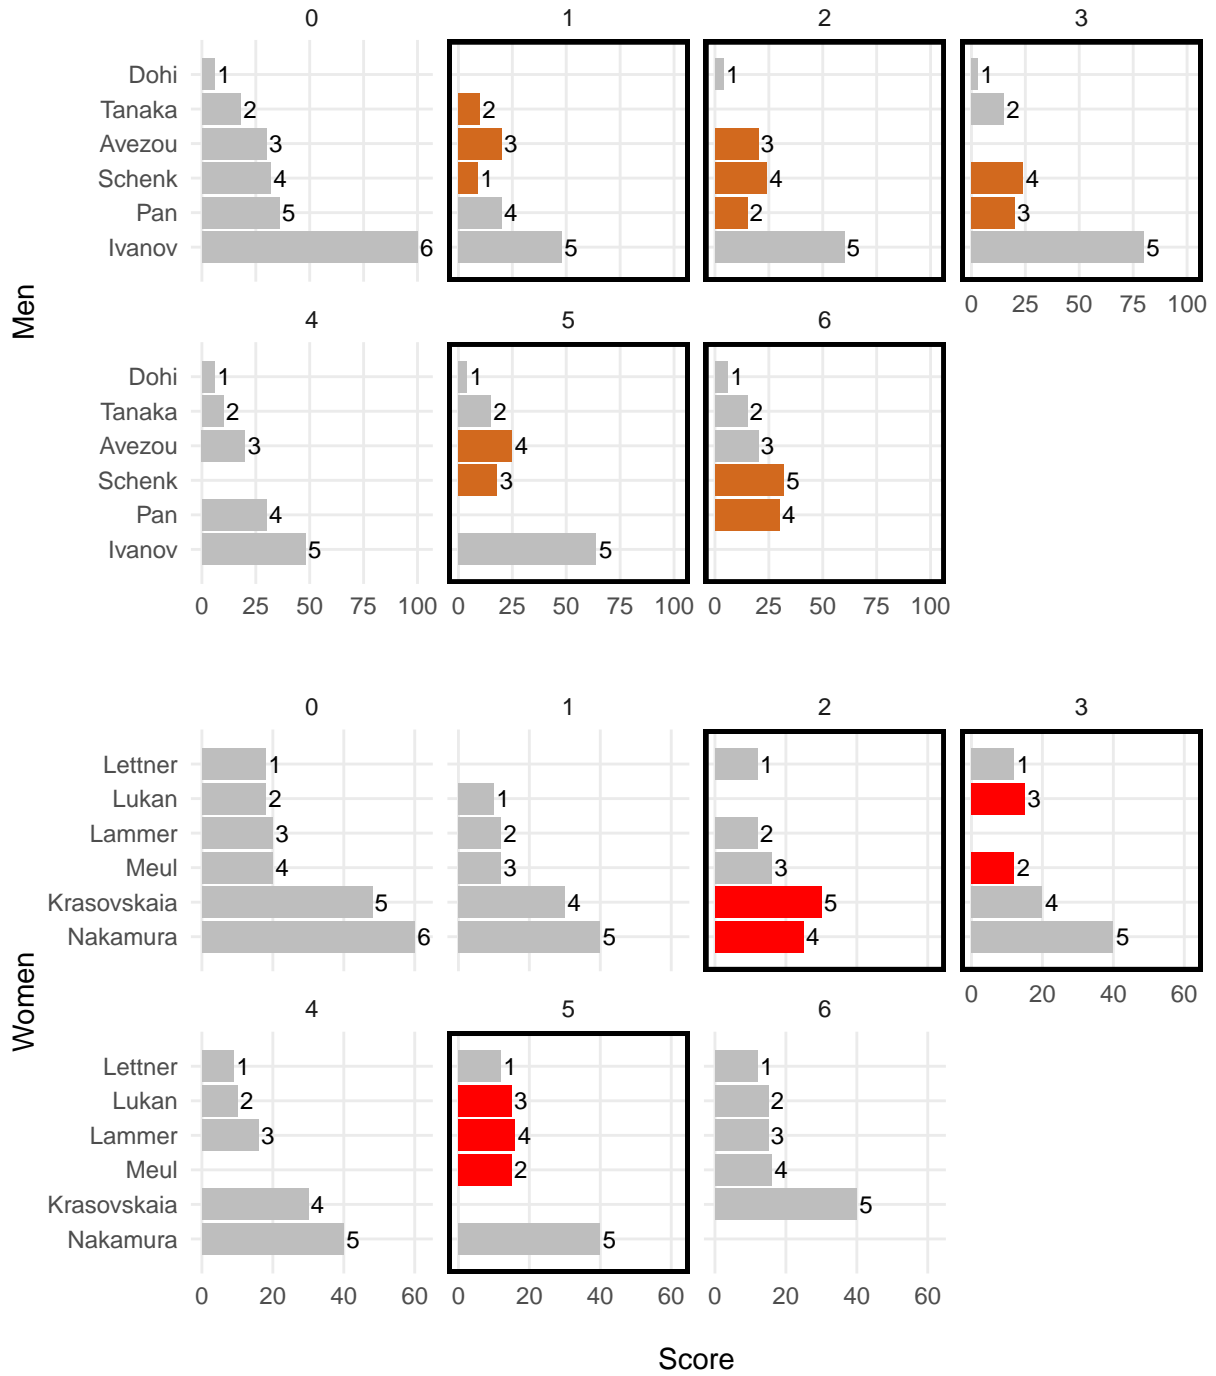 0 1 2 3
Dohi 1 1 1
Tanaka 2 2 2
Avezou 3 3 3
Schenk 4 1 4 4
Pan 5 4 2 3
Ivanov 6 5 5 5
Men
0 25 50 75 100
4 5 6
Dohi 1 1 1
Tanaka 2 2 2
Avezou 3 4 3
Schenk 3 5
Pan 4 4
Ivanov 5 5
0 25 50 75 100 0 25 50 75 100 0 25 50 75 100
0 1 2 3
Lettner 1 1 1
Lukan 2 1 3
Lammer 3 2 2
Meul 4 3 3 2
Krasovskaia 5 4 5 4
Nakamura 6 5 4 5
Women
0 20 40 60
4 5 6
Lettner 1 1 1
Lukan 2 3 2
Lammer 3 4 3
Meul 2 4
Krasovskaia 4 5
Nakamura 5 5
0 20 40 60 0 20 40 60 0 20 40 60
Score